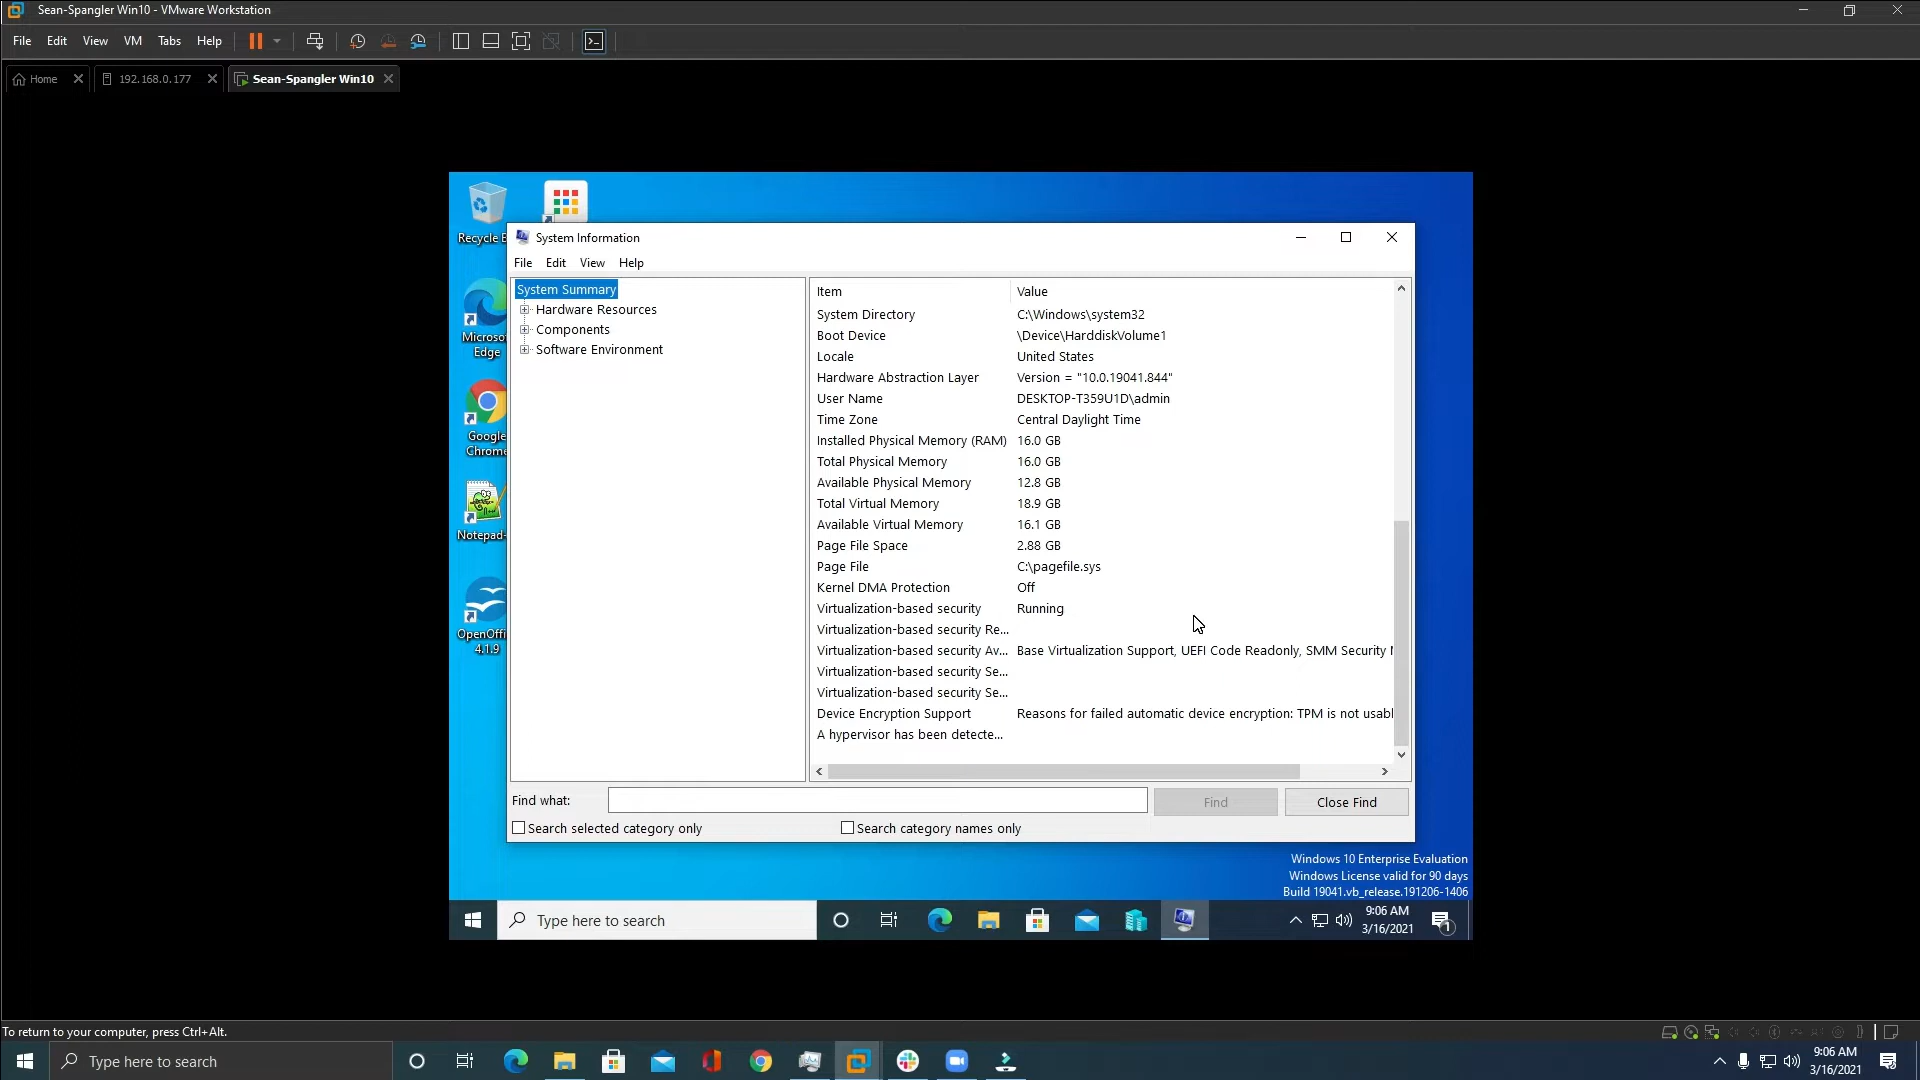 Sean-Spangler Win10 - VMware Workstation
File Edit View VM Tabs Help
Home 192.168.0.177 Sean-Spangler Win10
Recycle B
Microso
Edge
Google
Chrome
Notepad-
OpenOffi
4.1.9
System Information
File Edit View Help
System Summary
Hardware Resources
Components
Software Environment
Item Value
System Directory C:\Windows\system32
Boot Device \Device\HarddiskVolume1
Locale United States
Hardware Abstraction Layer Version = "10.0.19041.844"
User Name DESKTOP-T359U1D\admin
Time Zone Central Daylight Time
Installed Physical Memory (RAM) 16.0 GB
Total Physical Memory 16.0 GB
Available Physical Memory 12.8 GB
Total Virtual Memory 18.9 GB
Available Virtual Memory 16.1 GB
Page File Space 2.88 GB
Page File C:\pagefile.sys
Kernel DMA Protection Off
Virtualization-based security Running
Virtualization-based security Re...
Virtualization-based security Av... Base Virtualization Support, UEFI Code Readonly, SMM Security
Virtualization-based security Se...
Virtualization-based security Se...
Device Encryption Support Reasons for failed automatic device encryption: TPM is not usabl
A hypervisor has been detecte...
Find what: Find Close Find
Search selected category only Search category names only
Windows 10 Enterprise Evaluation
Windows License valid for 90 days
Build 19041.vb_release.191206-1406
Type here to search
9:06 AM
3/16/2021
1
To return to your computer, press Ctrl+Alt.
Type here to search
9:06 AM
3/16/2021